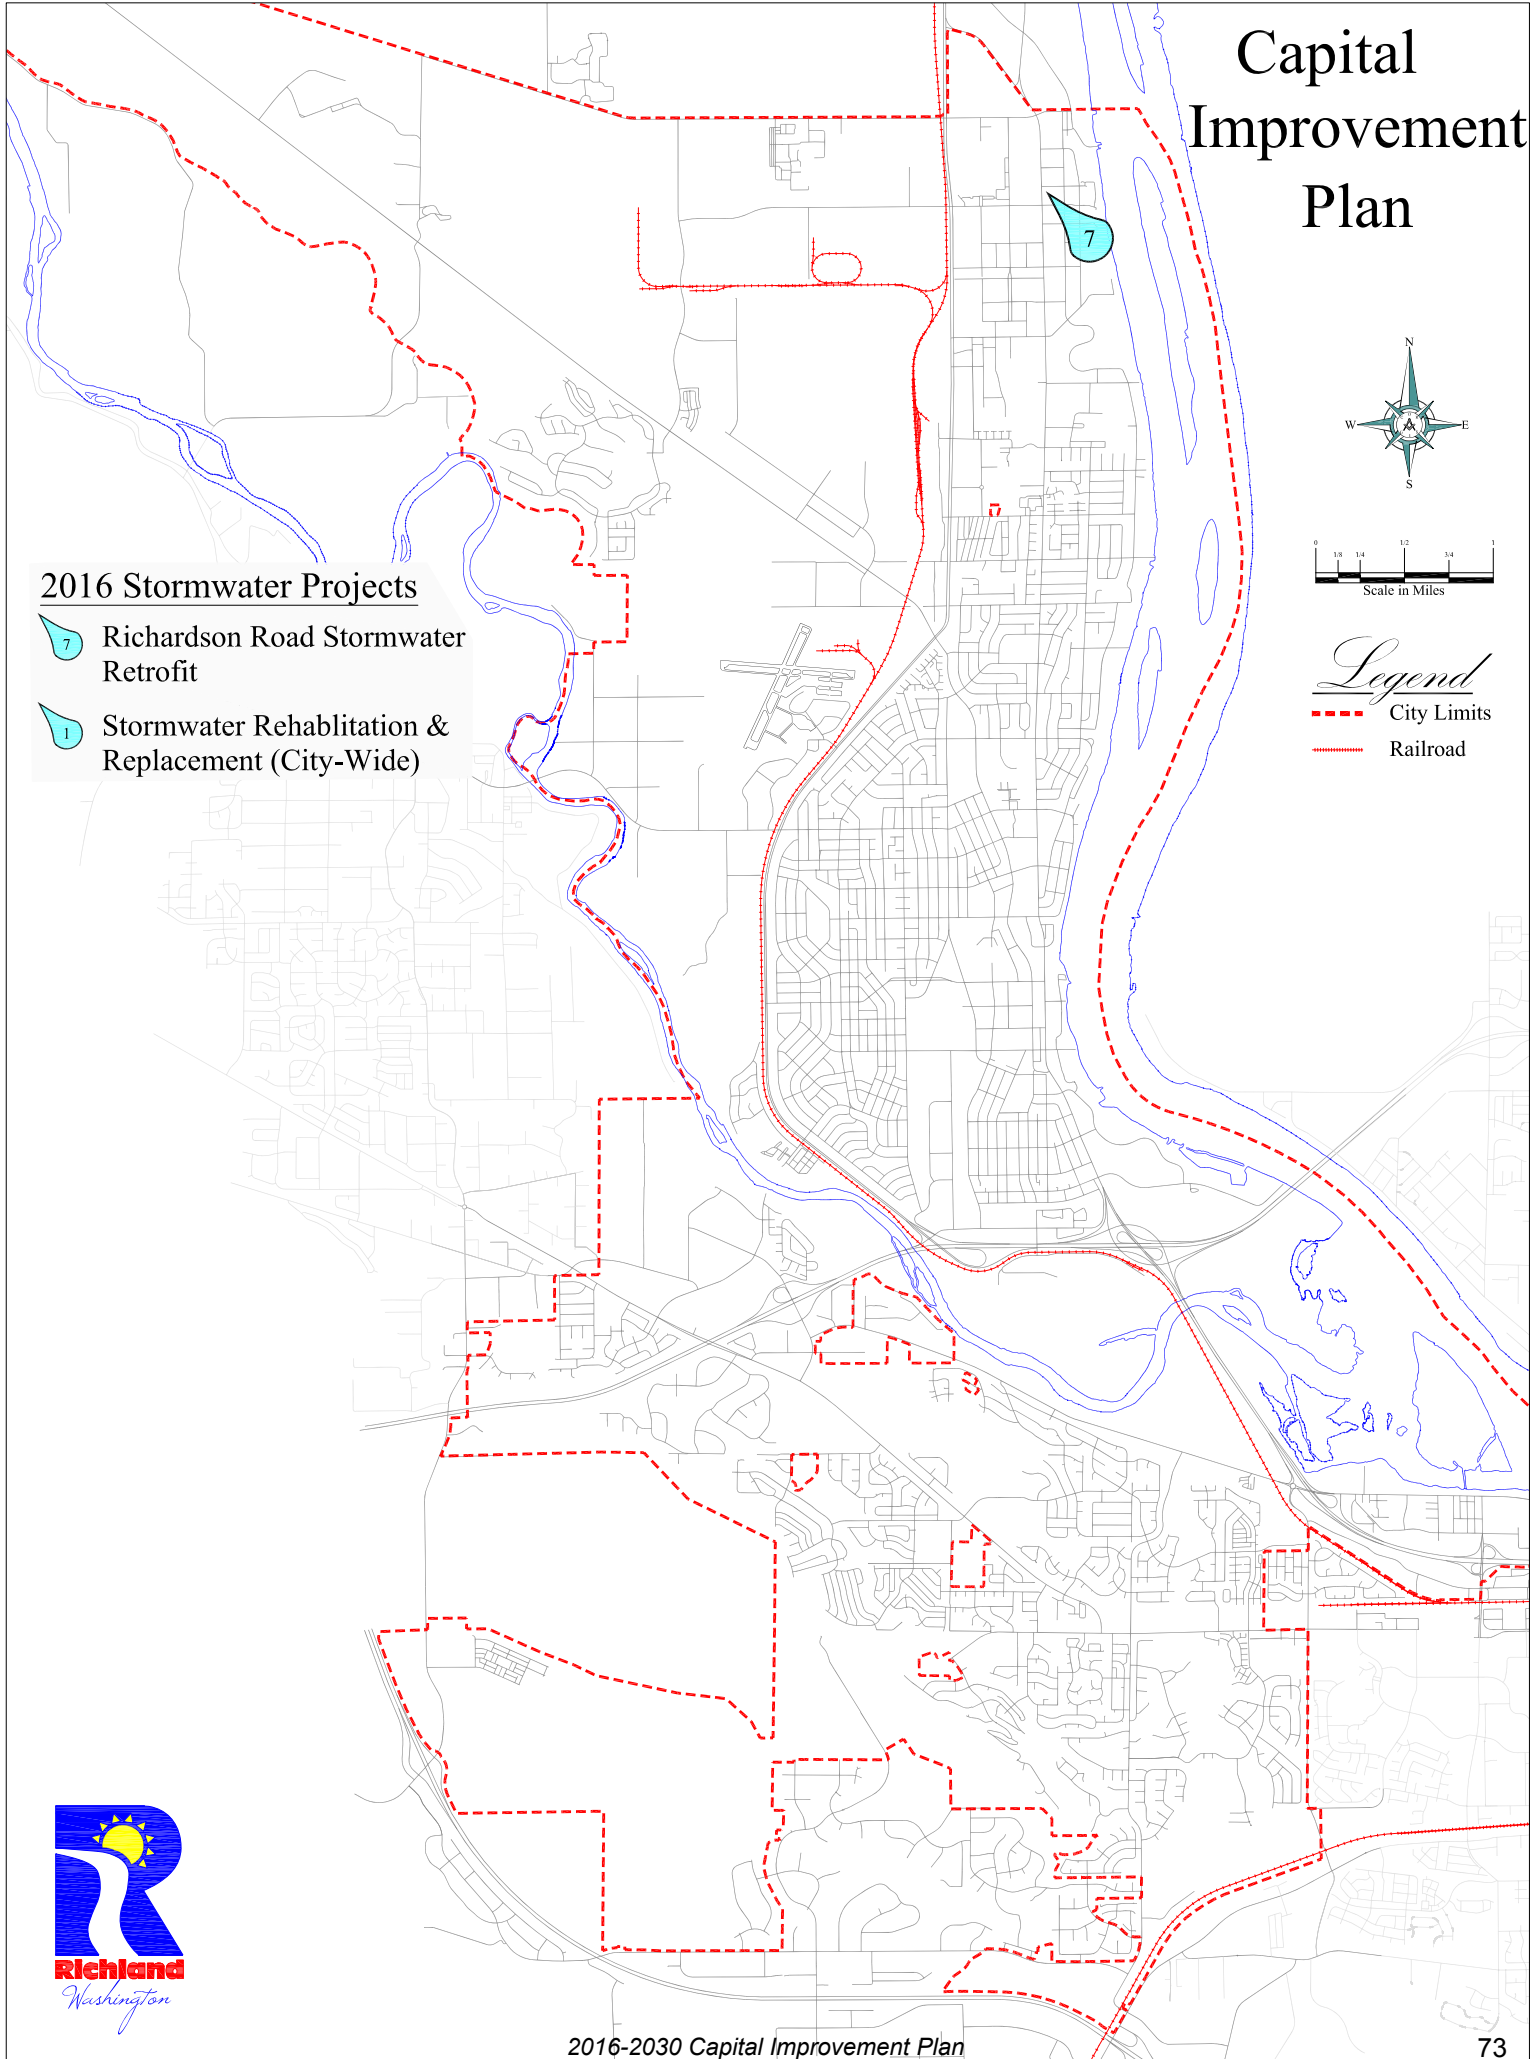 Capital
Improvement
Plan
7
N
W
E
S
0 1/8 1/4 1/2 3/4 1
Scale in Miles
2016 Stormwater Projects
7 Richardson Road Stormwater
Retrofit
1 Stormwater Rehablitation &
Replacement (City-Wide)
Legend
City Limits
Railroad
Richland
Washington
2016-2030 Capital Improvement Plan
73